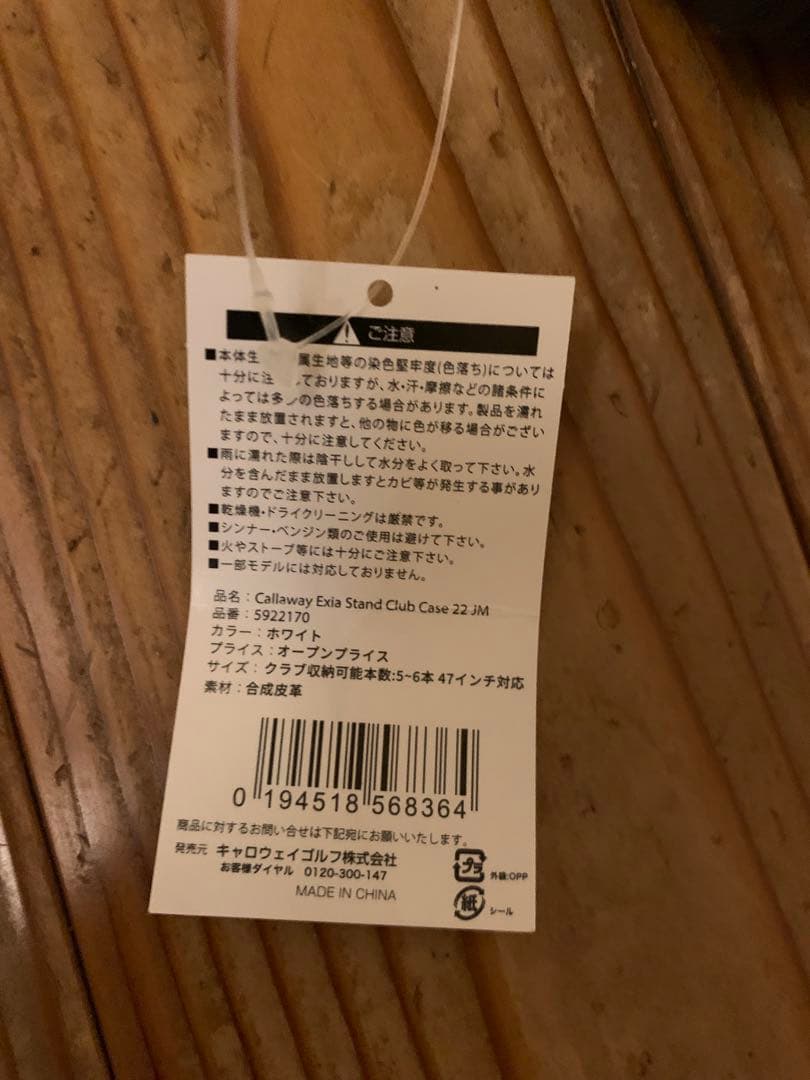 ご注意
■本体生 属生地等の染色堅牢度(色落ち)については
十分に注 しておりますが、水・汗・摩擦などの諸条件に
よっては多少の色落ちする場合があります。製品を濡れ
たまま放置されますと、他の物に色が移る場合がござい
ますので、十分に注意してください。
■雨に濡れた際は陰干しして水分をよく取って下さい。水
分を含んだまま放置しますとカビ等が発生する事があり
ますのでご注意下さい。
■乾燥機・ドライクリーニングは厳禁です。
■シンナー・ベンジン類のご使用は避けて下さい。
■火やストーブ等には十分にご注意下さい。
■一部モデルには対応しておりません。
品名：Callaway Exia Stand Club Case 22 JM
品番：5922170
カラー：ホワイト
プライス：オープンプライス
サイズ：クラブ収納可能本数:5~6本 47インチ対応
素材：合成皮革
0 194518 568364
商品に対するお問い合せは下記宛にお願いいたします。
発売元 キャロウェイゴルフ株式会社
お客様ダイヤル 0120-300-147
MADE IN CHINA
プラ 外袋:OPP
紙 シール